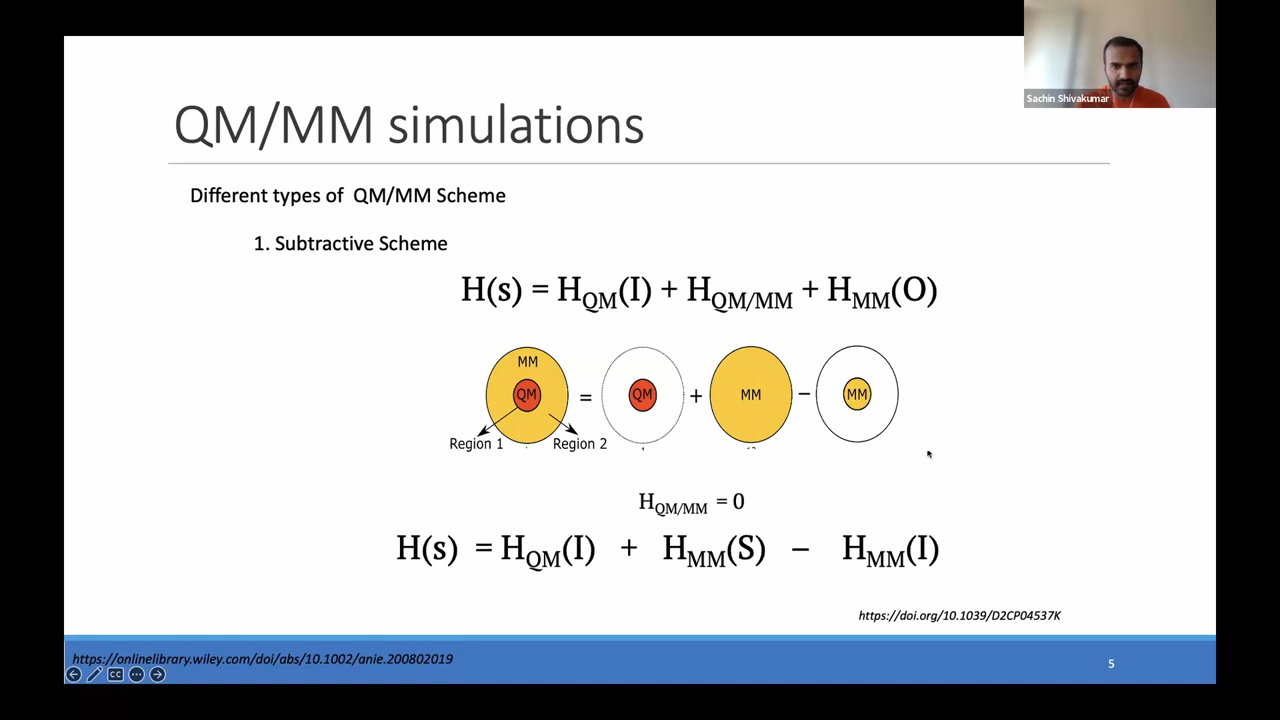 Sachin Shivakumar
QM/MM simulations
Different types of QM/MM Scheme
1. Subtractive Scheme
H(s) = H_QM(I) + H_QM/MM + H_MM(O)
MM
QM = QM + MM − MM
Region 1 Region 2
H_QM/MM = 0
H(s) = H_QM(I) + H_MM(S) − H_MM(I)
https://doi.org/10.1039/D2CP04537K
https://onlinelibrary.wiley.com/doi/abs/10.1002/anie.200802019
CC
5